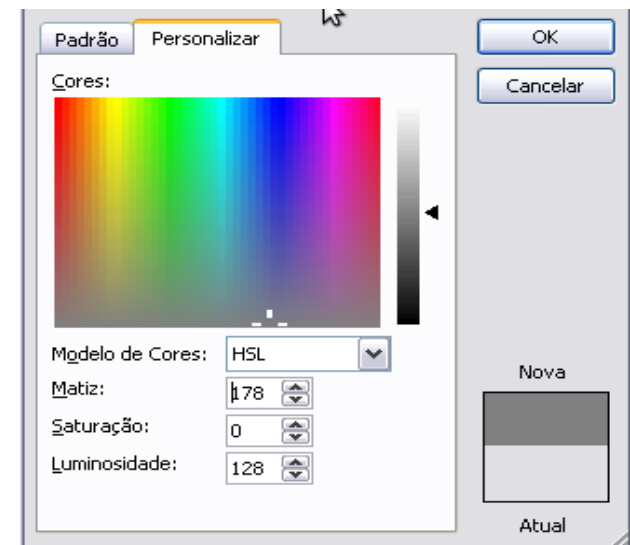 Padrão Personalizar
OK
Cores:
Cancelar
Modelo de Cores: HSL
Nova
Matiz: 178
Saturação: 0
Luminosidade: 128
Atual